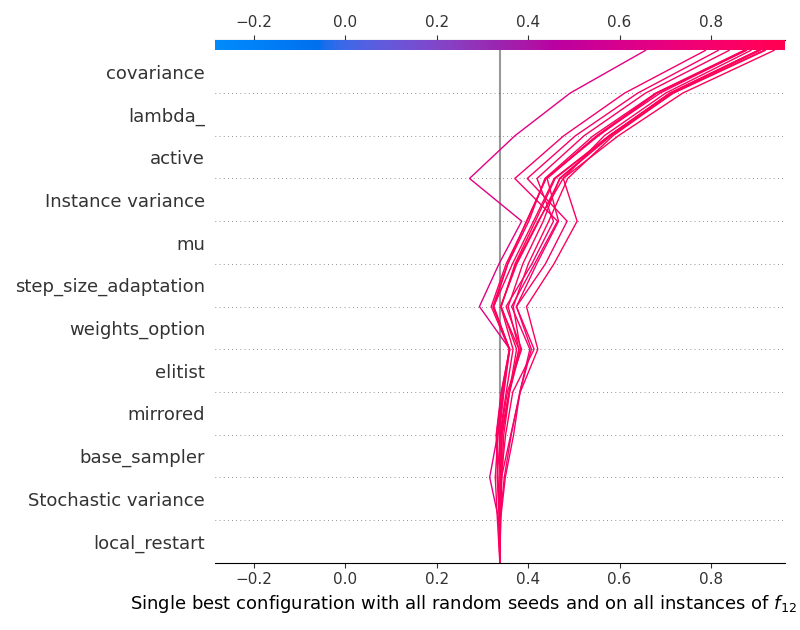 −0.2 0.0 0.2 0.4 0.6 0.8
covariance
lambda_
active
Instance variance
mu
step_size_adaptation
weights_option
elitist
mirrored
base_sampler
Stochastic variance
local_restart
−0.2 0.0 0.2 0.4 0.6 0.8
Single best configuration with all random seeds and on all instances of f12